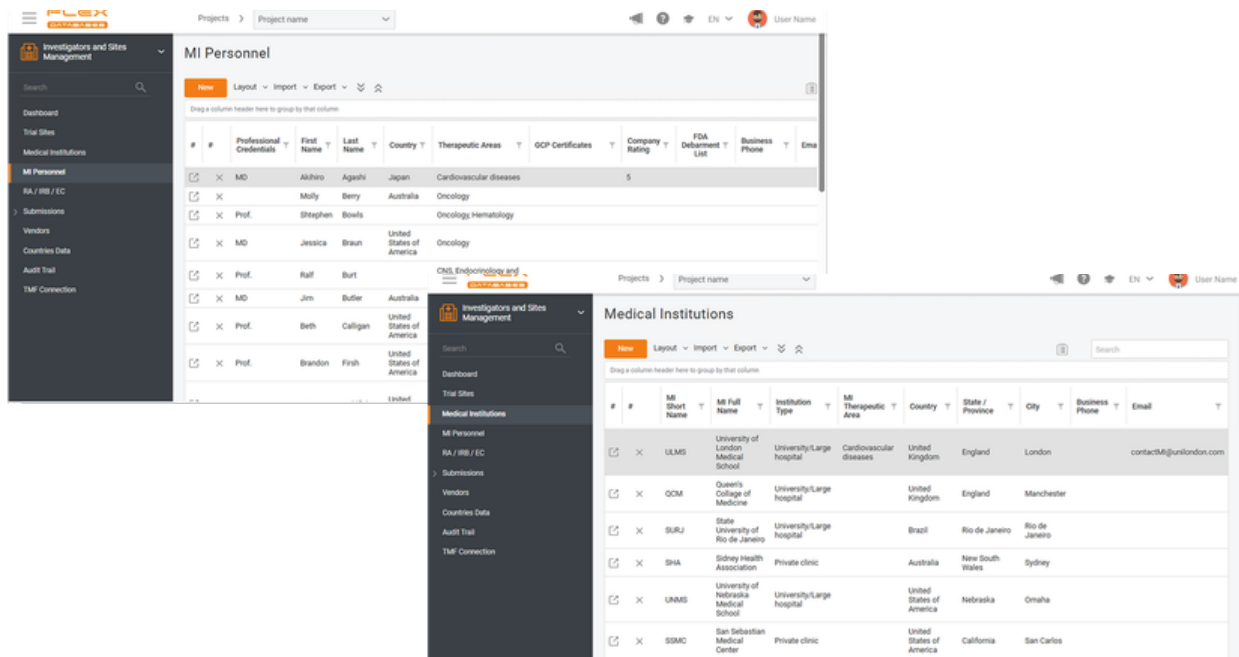 FLEX
DATABASES
Projects > Project name
EN
User Name
Investigators and Sites
Management
Search
Dashboard
Trial Sites
Medical Institutions
MI Personnel
RA / IRB / EC
Submissions
Vendors
Countries Data
Audit Trail
TMF Connection
MI Personnel
New Layout Import Export
Drag a column header here to group by that column
# # Professional Credentials First Name Last Name Country Therapeutic Areas GCP Certificates Company Rating FDA Debarment List Business Phone Ema
MD Akihiro Agashi Japan Cardiovascular diseases 5
Molly Berry Australia Oncology
Prof. Shtephen Bowls Oncology, Hematology
MD Jessica Braun United States of America Oncology
Prof. Ralf Burt CNS, Endocrinology and
MD Jim Butler Australia
Prof. Beth Calligan United States of America
Prof. Brandon Firsh United States of America
United
FLEX
DATABASES
Projects > Project name
EN
User Name
Investigators and Sites
Management
Search
Dashboard
Trial Sites
Medical Institutions
MI Personnel
RA / IRB / EC
Submissions
Vendors
Countries Data
Audit Trail
TMF Connection
Medical Institutions
New Layout Import Export
Search
Drag a column header here to group by that column
# # MI Short Name MI Full Name Institution Type MI Therapeutic Area Country State / Province City Business Phone Email
ULMS University of London Medical School University/Large hospital Cardiovascular diseases United Kingdom England London contactMI@unilondon.com
QCM Queen's Collage of Medicine University/Large hospital United Kingdom England Manchester
SURJ State University of Rio de Janeiro University/Large hospital Brazil Rio de Janeiro Rio de Janeiro
SHA Sidney Health Association Private clinic Australia New South Wales Sydney
UNMS University of Nebraska Medical School University/Large hospital United States of America Nebraska Omaha
SSMC San Sebastian Medical Center Private clinic United States of America California San Carlos